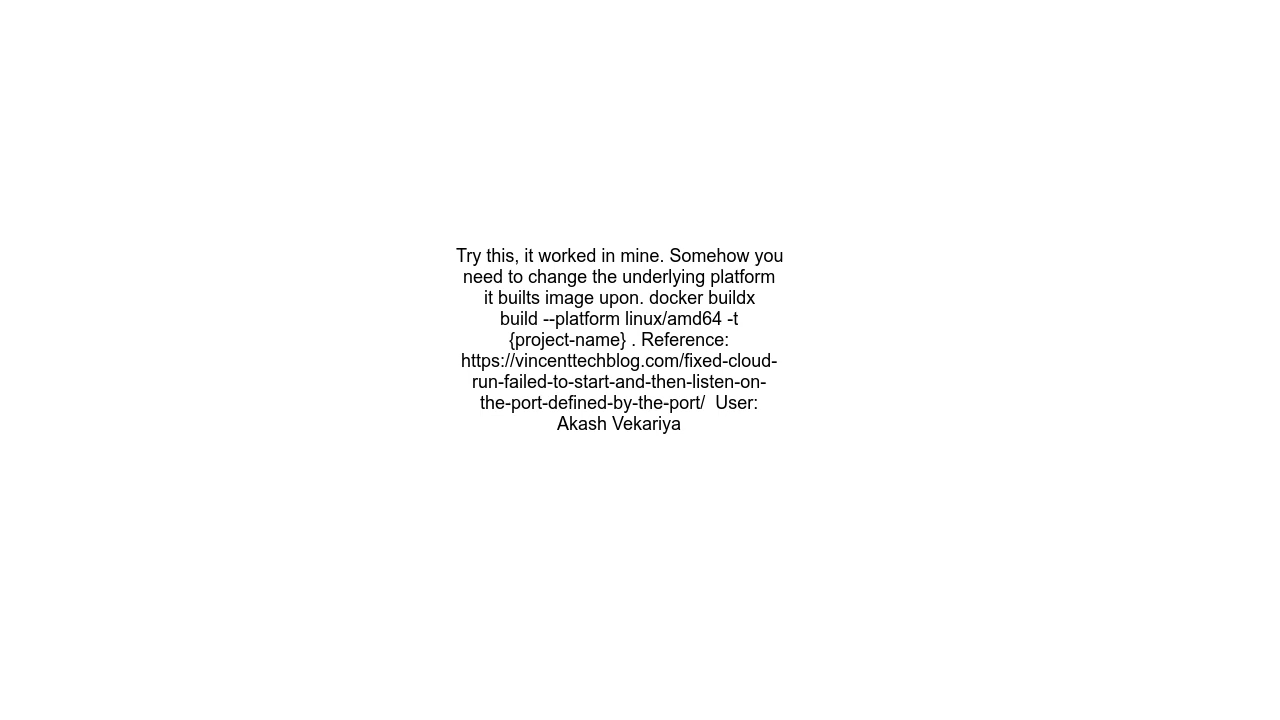 Try this, it worked in mine. Somehow you
need to change the underlying platform
it builts image upon. docker buildx
build --platform linux/amd64 -t
{project-name} . Reference:
https://vincenttechblog.com/fixed-cloud-
run-failed-to-start-and-then-listen-on-
the-port-defined-by-the-port/  User:
Akash Vekariya